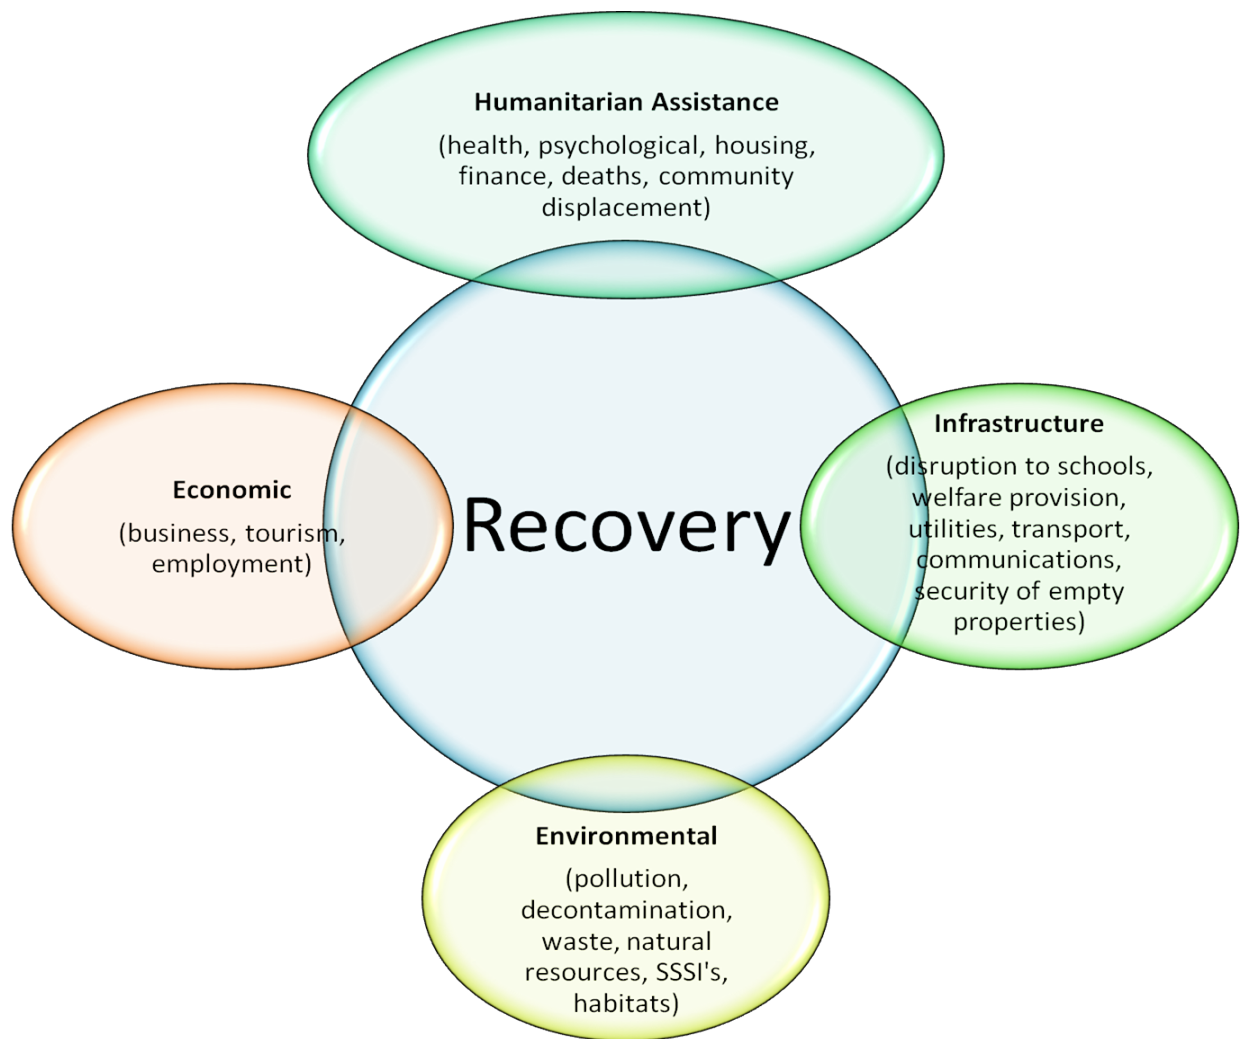 Humanitarian Assistance
(health, psychological, housing,
finance, deaths, community
displacement)
Economic
(business, tourism,
employment)
Recovery
Infrastructure
(disruption to schools,
welfare provision,
utilities, transport,
communications,
security of empty
properties)
Environmental
(pollution,
decontamination,
waste, natural
resources, SSSI's,
habitats)